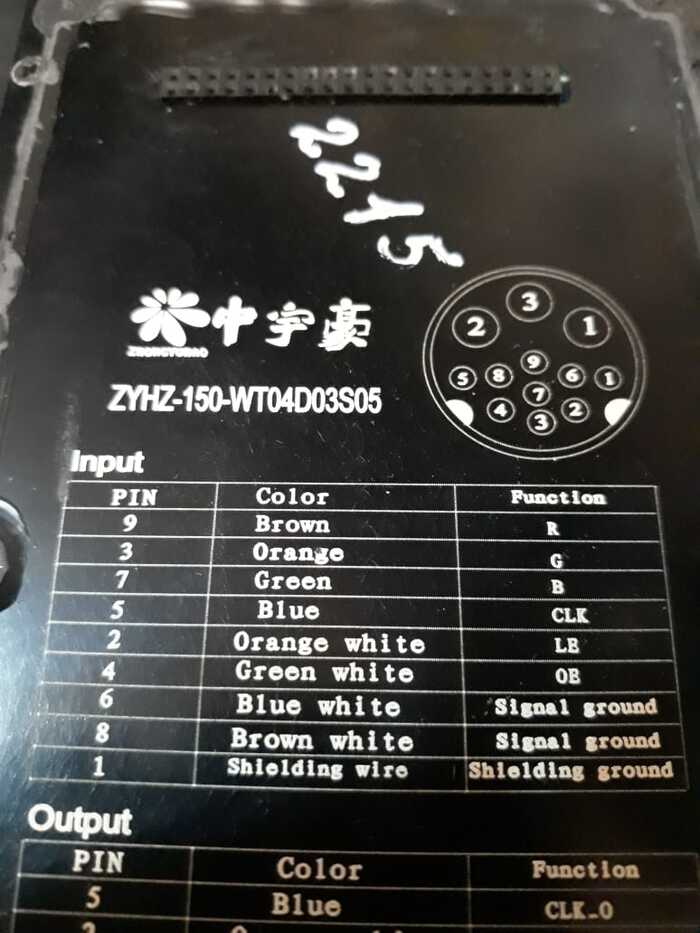 2215
中宇豪
ZHONGYUHAO
ZYHZ-150-WT04D03S05
3
2 1
9
5 8 6 1
7
4 2
3
Input
PIN Color Function
9 Brown R
3 Orange G
7 Green B
5 Blue CLK
2 Orange white LE
4 Green white OE
6 Blue white Signal ground
8 Brown white Signal ground
1 Shielding wire Shielding ground
Output
PIN Color Function
5 Blue CLK_O